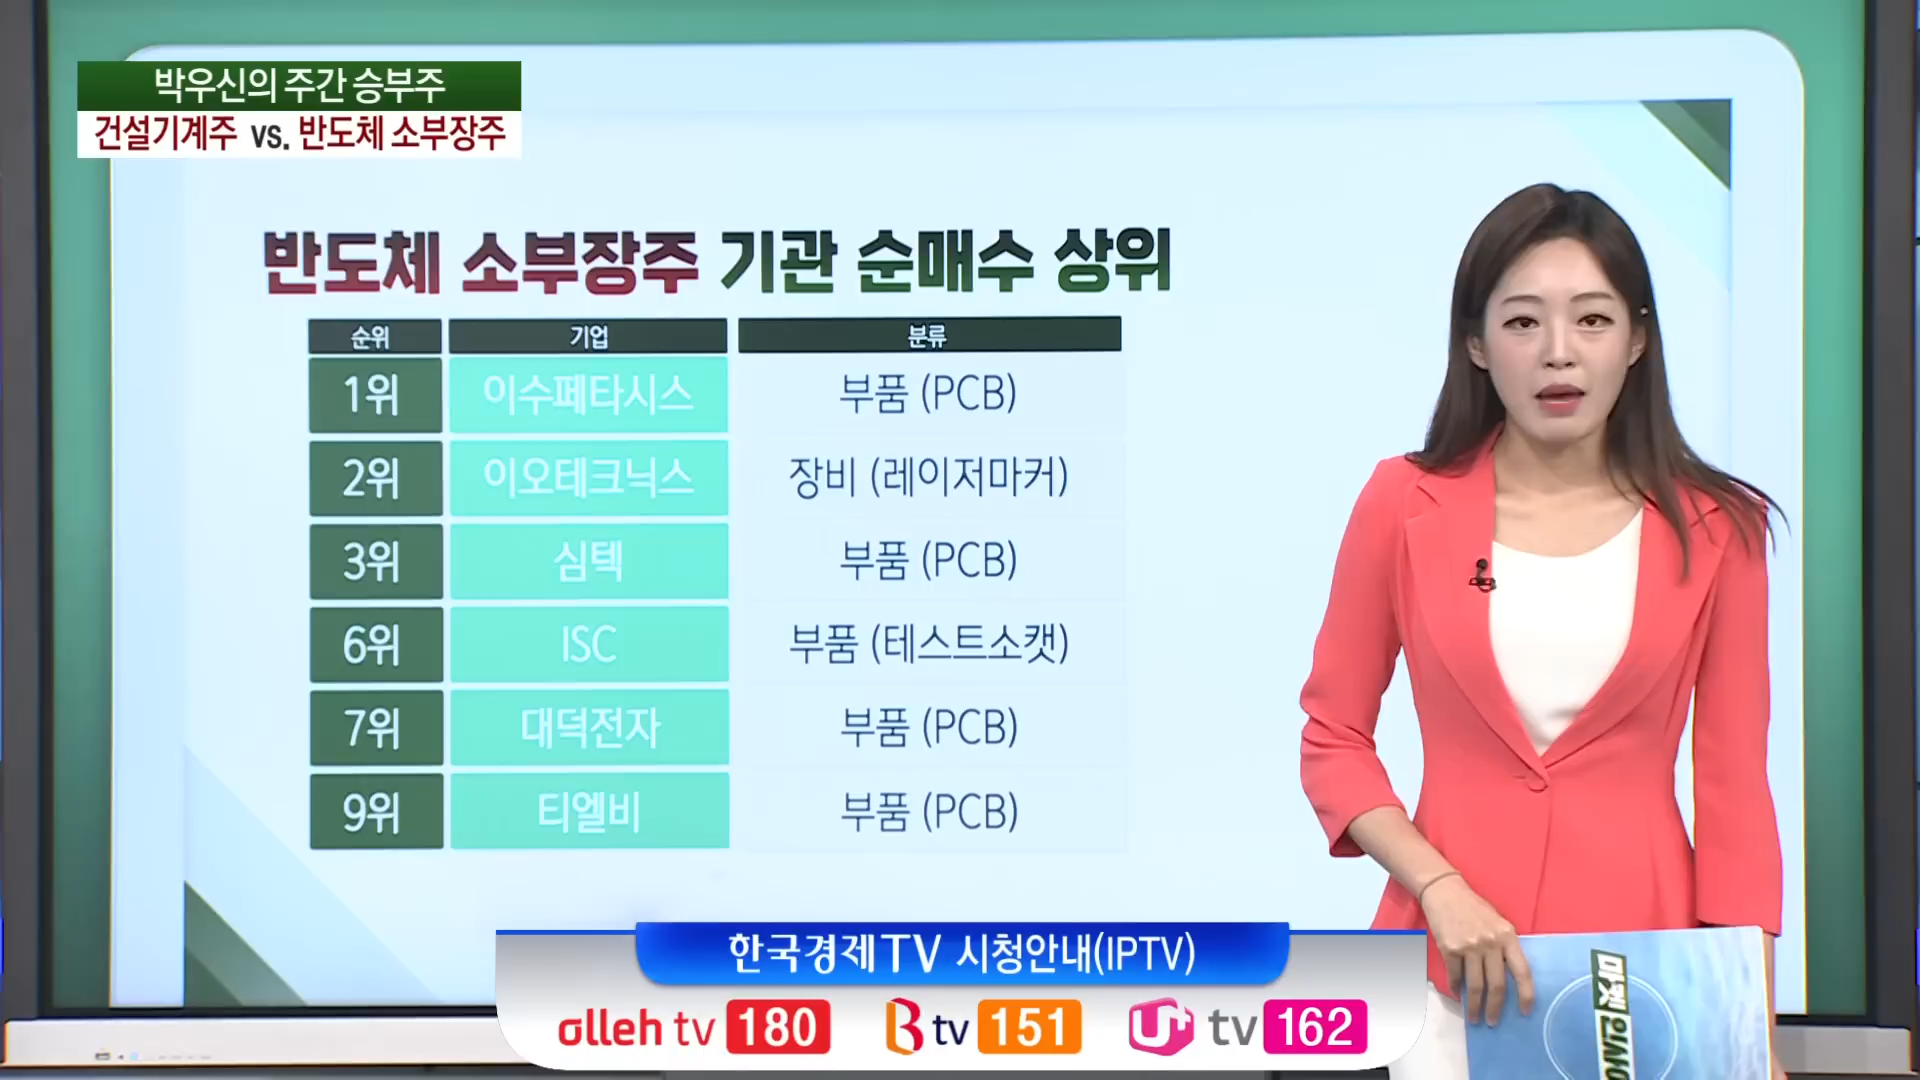 박우신의 주간 승부주
건설기계주 vs. 반도체 소부장주
반도체 소부장주 기관 순매수 상위
순위 기업 분류
1위 이수페타시스 부품 (PCB)
2위 이오테크닉스 장비 (레이저마커)
3위 심텍 부품 (PCB)
6위 ISC 부품 (테스트소캣)
7위 대덕전자 부품 (PCB)
9위 티엘비 부품 (PCB)
한국경제TV 시청안내(IPTV)
olleh tv 180 B tv 151 U+ tv 162